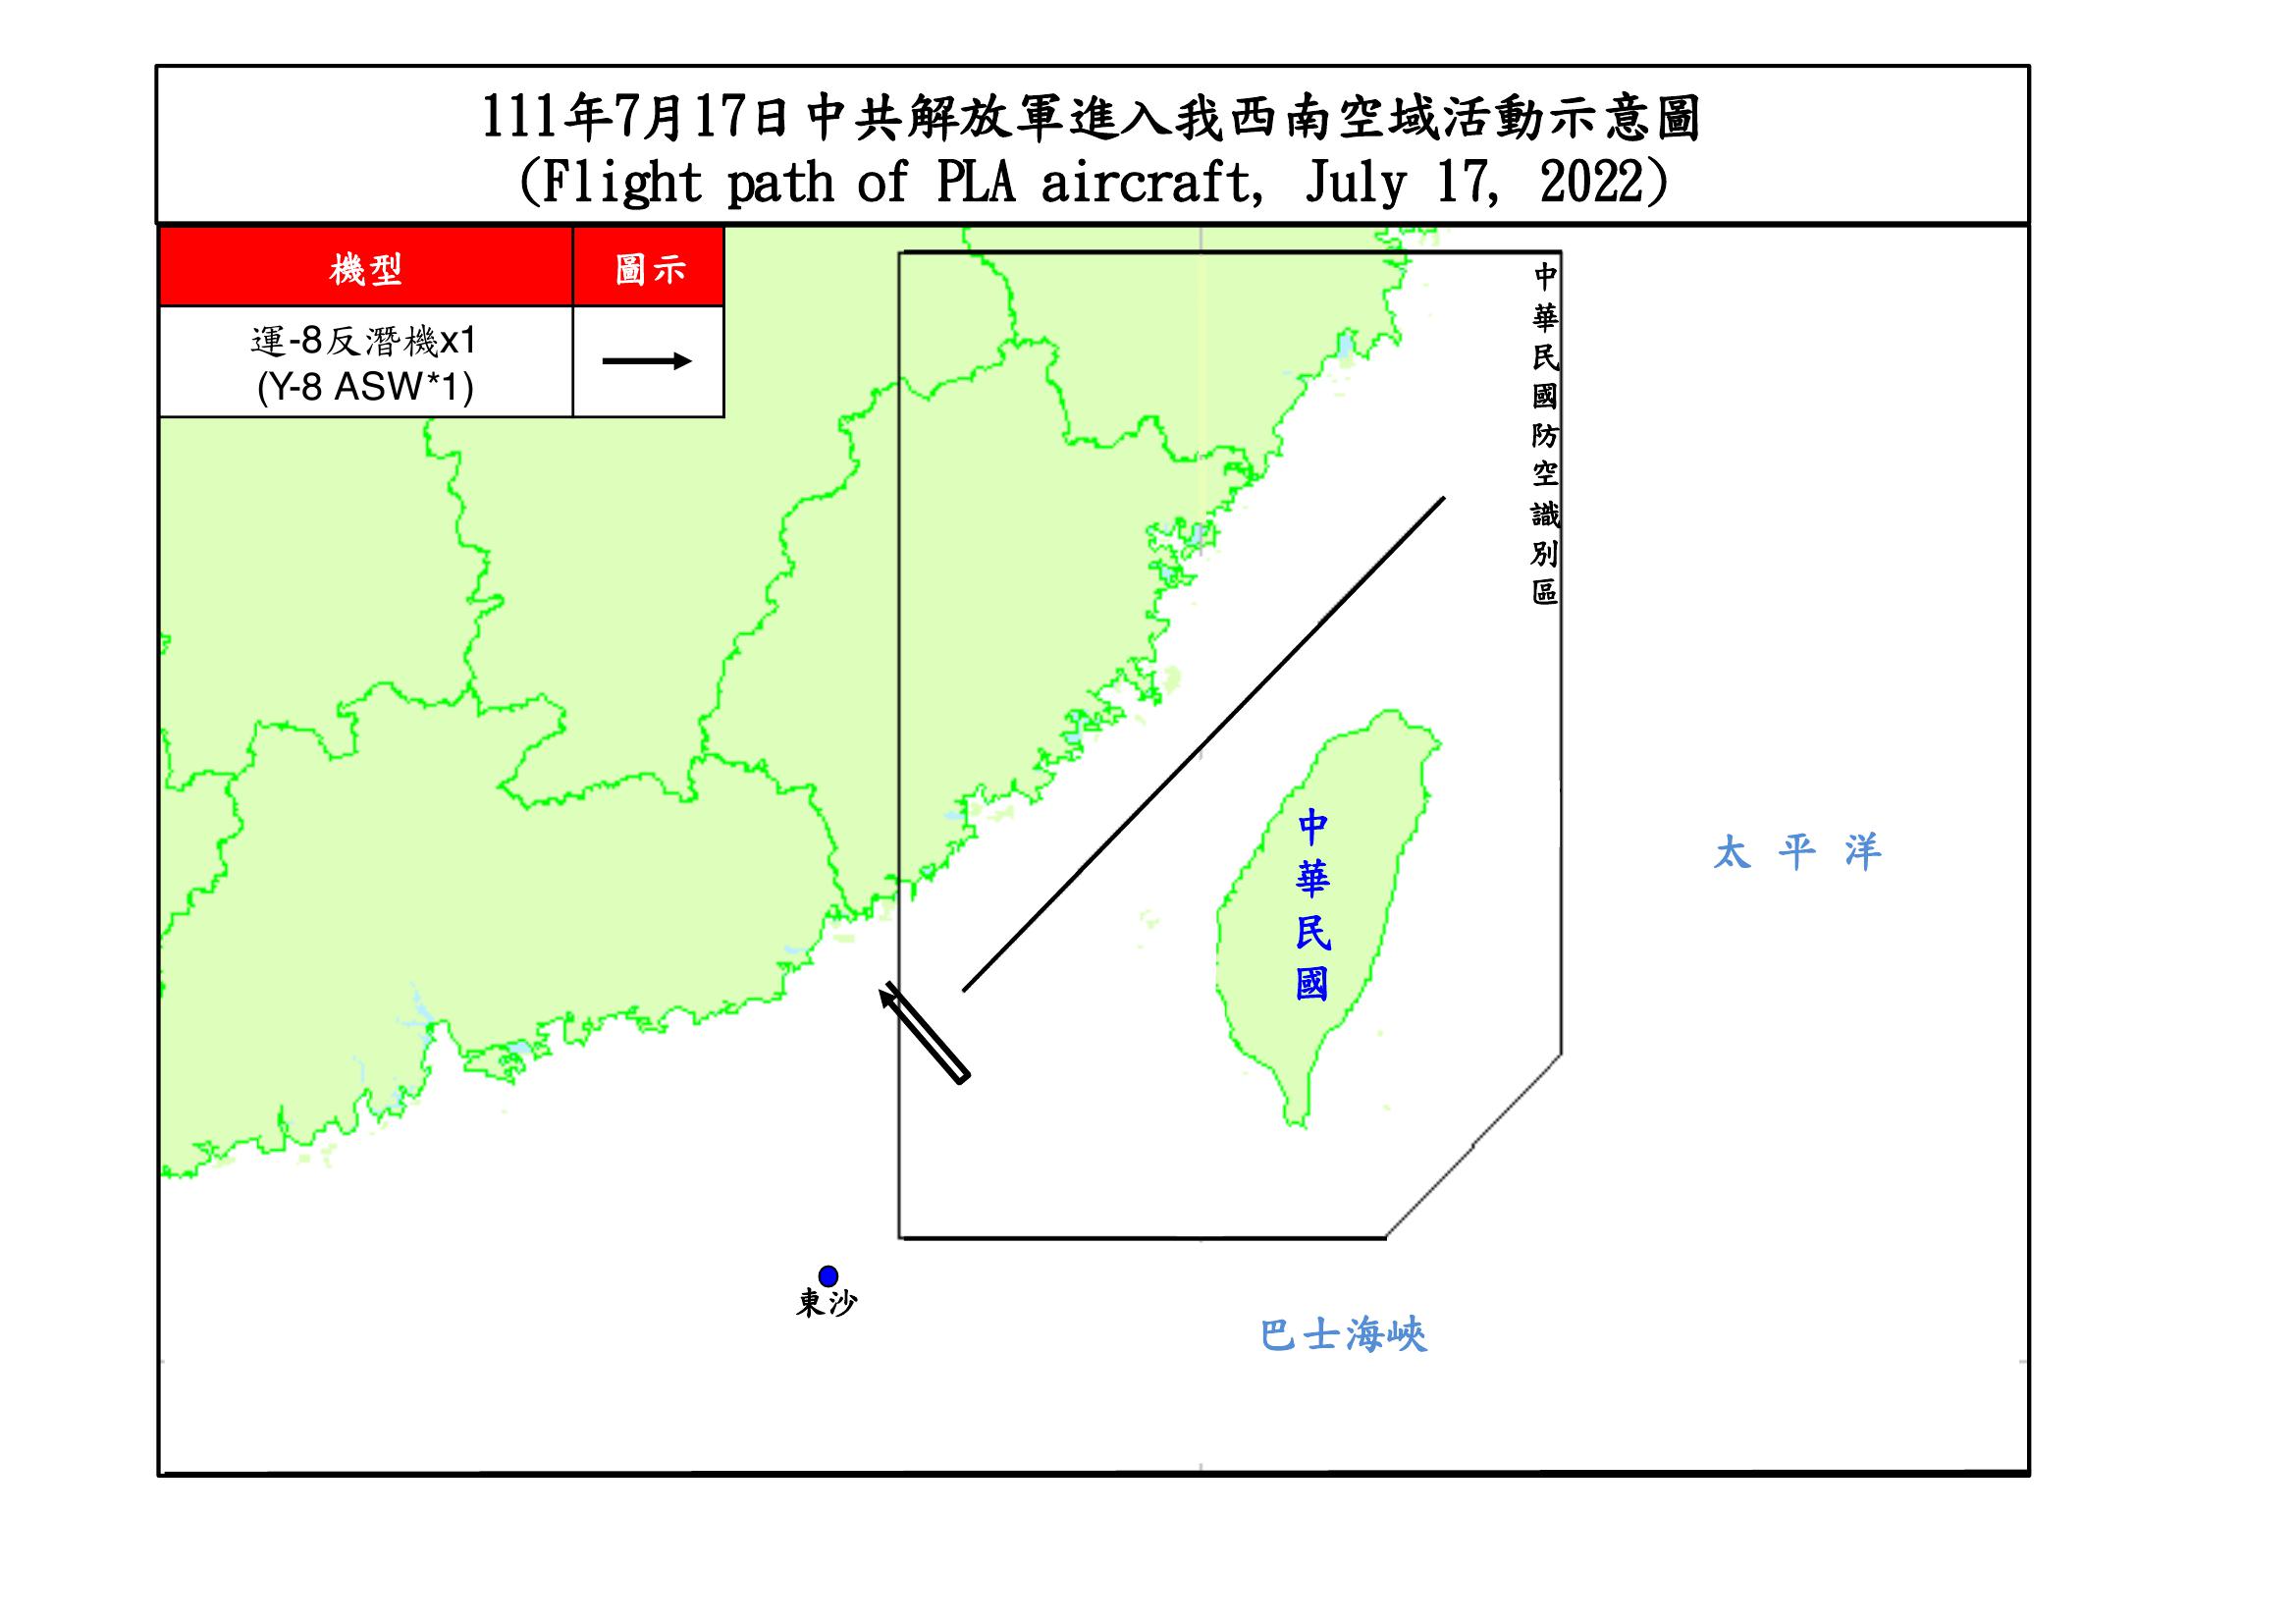 111年7月17日中共解放軍進入我西南空域活動示意圖
(Flight path of PLA aircraft, July 17, 2022)
機型
圖示
運-8反潛機x1
(Y-8 ASW*1)
中華民國防空識別區
中華民國
太平洋
東沙
巴士海峽